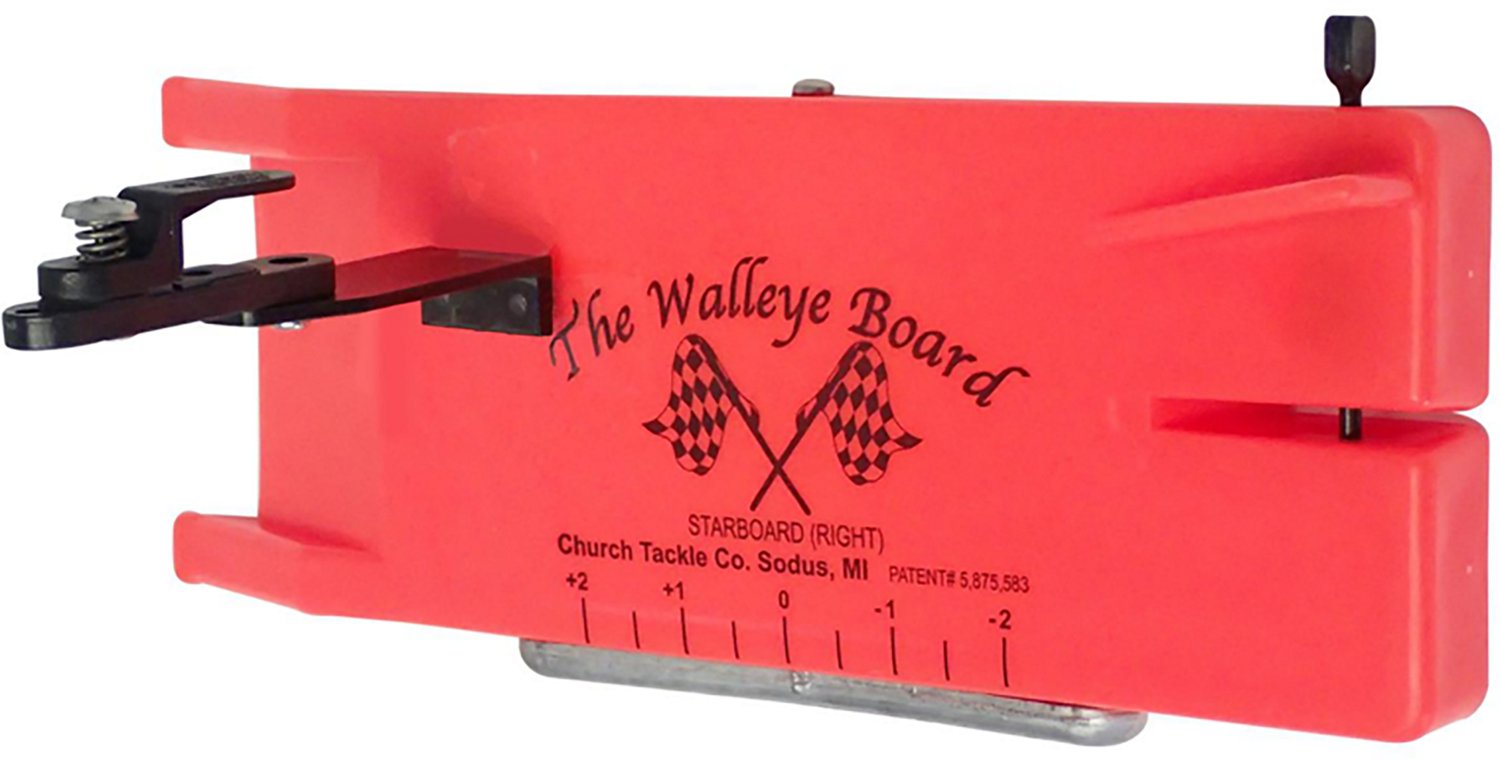 The Walleye Board
STARBOARD (RIGHT)
Church Tackle Co. Sodus, MI PATENT# 5,875,583
+2 +1 0 -1 -2